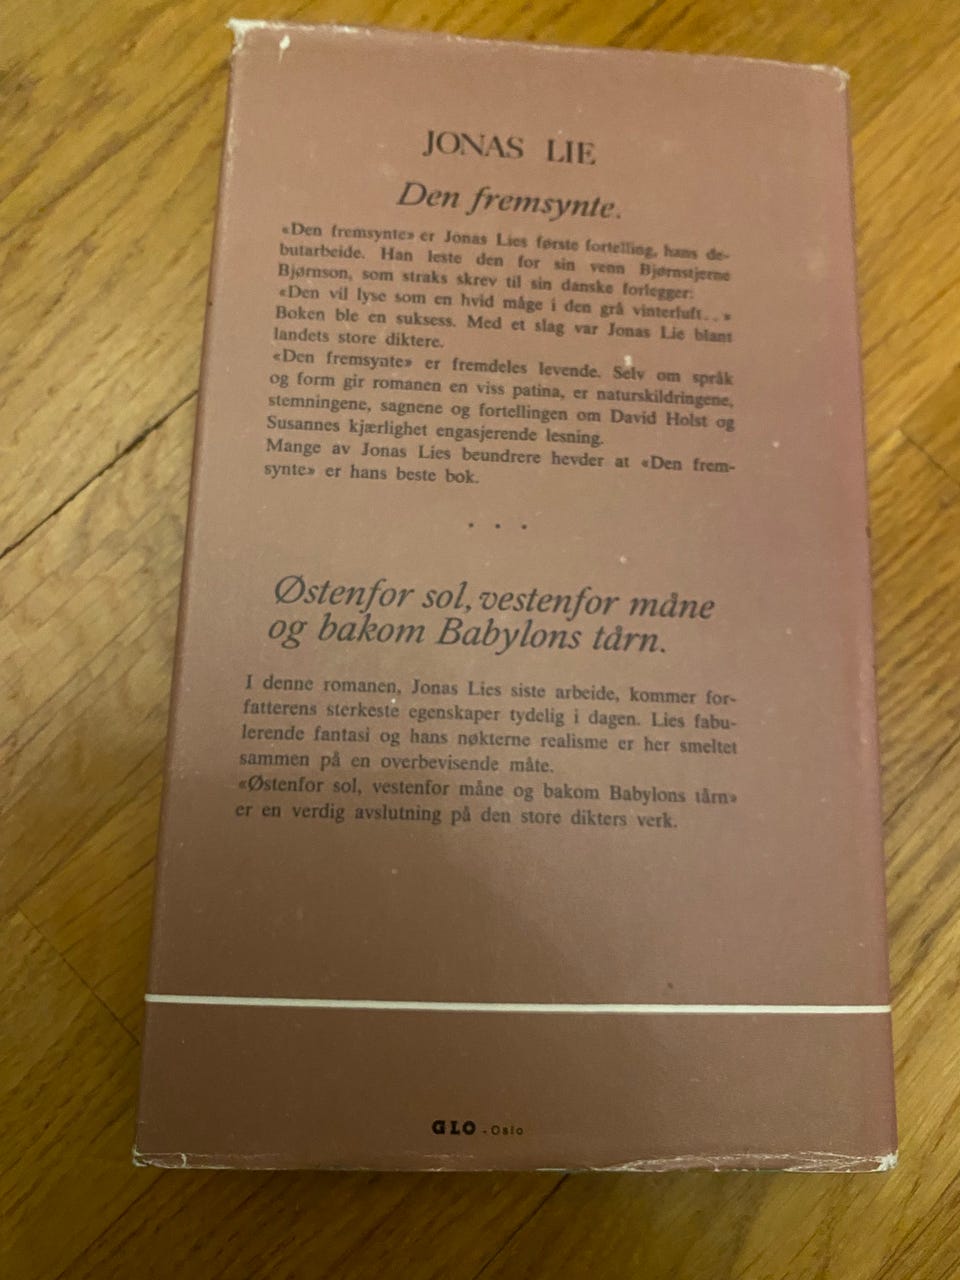 JONAS LIE
Den fremsynte.
«Den fremsynte» er Jonas Lies første fortelling, hans de-
butarbeide. Han leste den for sin venn Bjørnstjerne
Bjørnson, som straks skrev til sin danske forlegger:
«Den vil lyse som en hvid måge i den grå vinterluft...»
Boken ble en suksess. Med et slag var Jonas Lie blant
landets store diktere.
«Den fremsynte» er fremdeles levende. Selv om språk
og form gir romanen en viss patina, er naturskildringene,
stemningene, sagnene og fortellingen om David Holst og
Susannes kjærlighet engasjerende lesning.
Mange av Jonas Lies beundrere hevder at «Den frem-
synte» er hans beste bok.
. . .
Østenfor sol, vestenfor måne
og bakom Babylons tårn.
I denne romanen, Jonas Lies siste arbeide, kommer for-
fatterens sterkeste egenskaper tydelig i dagen. Lies fabu-
lerende fantasi og hans nøkterne realisme er her smeltet
sammen på en overbevisende måte.
«Østenfor sol, vestenfor måne og bakom Babylons tårn»
er en verdig avslutning på den store dikters verk.
GLO - Oslo